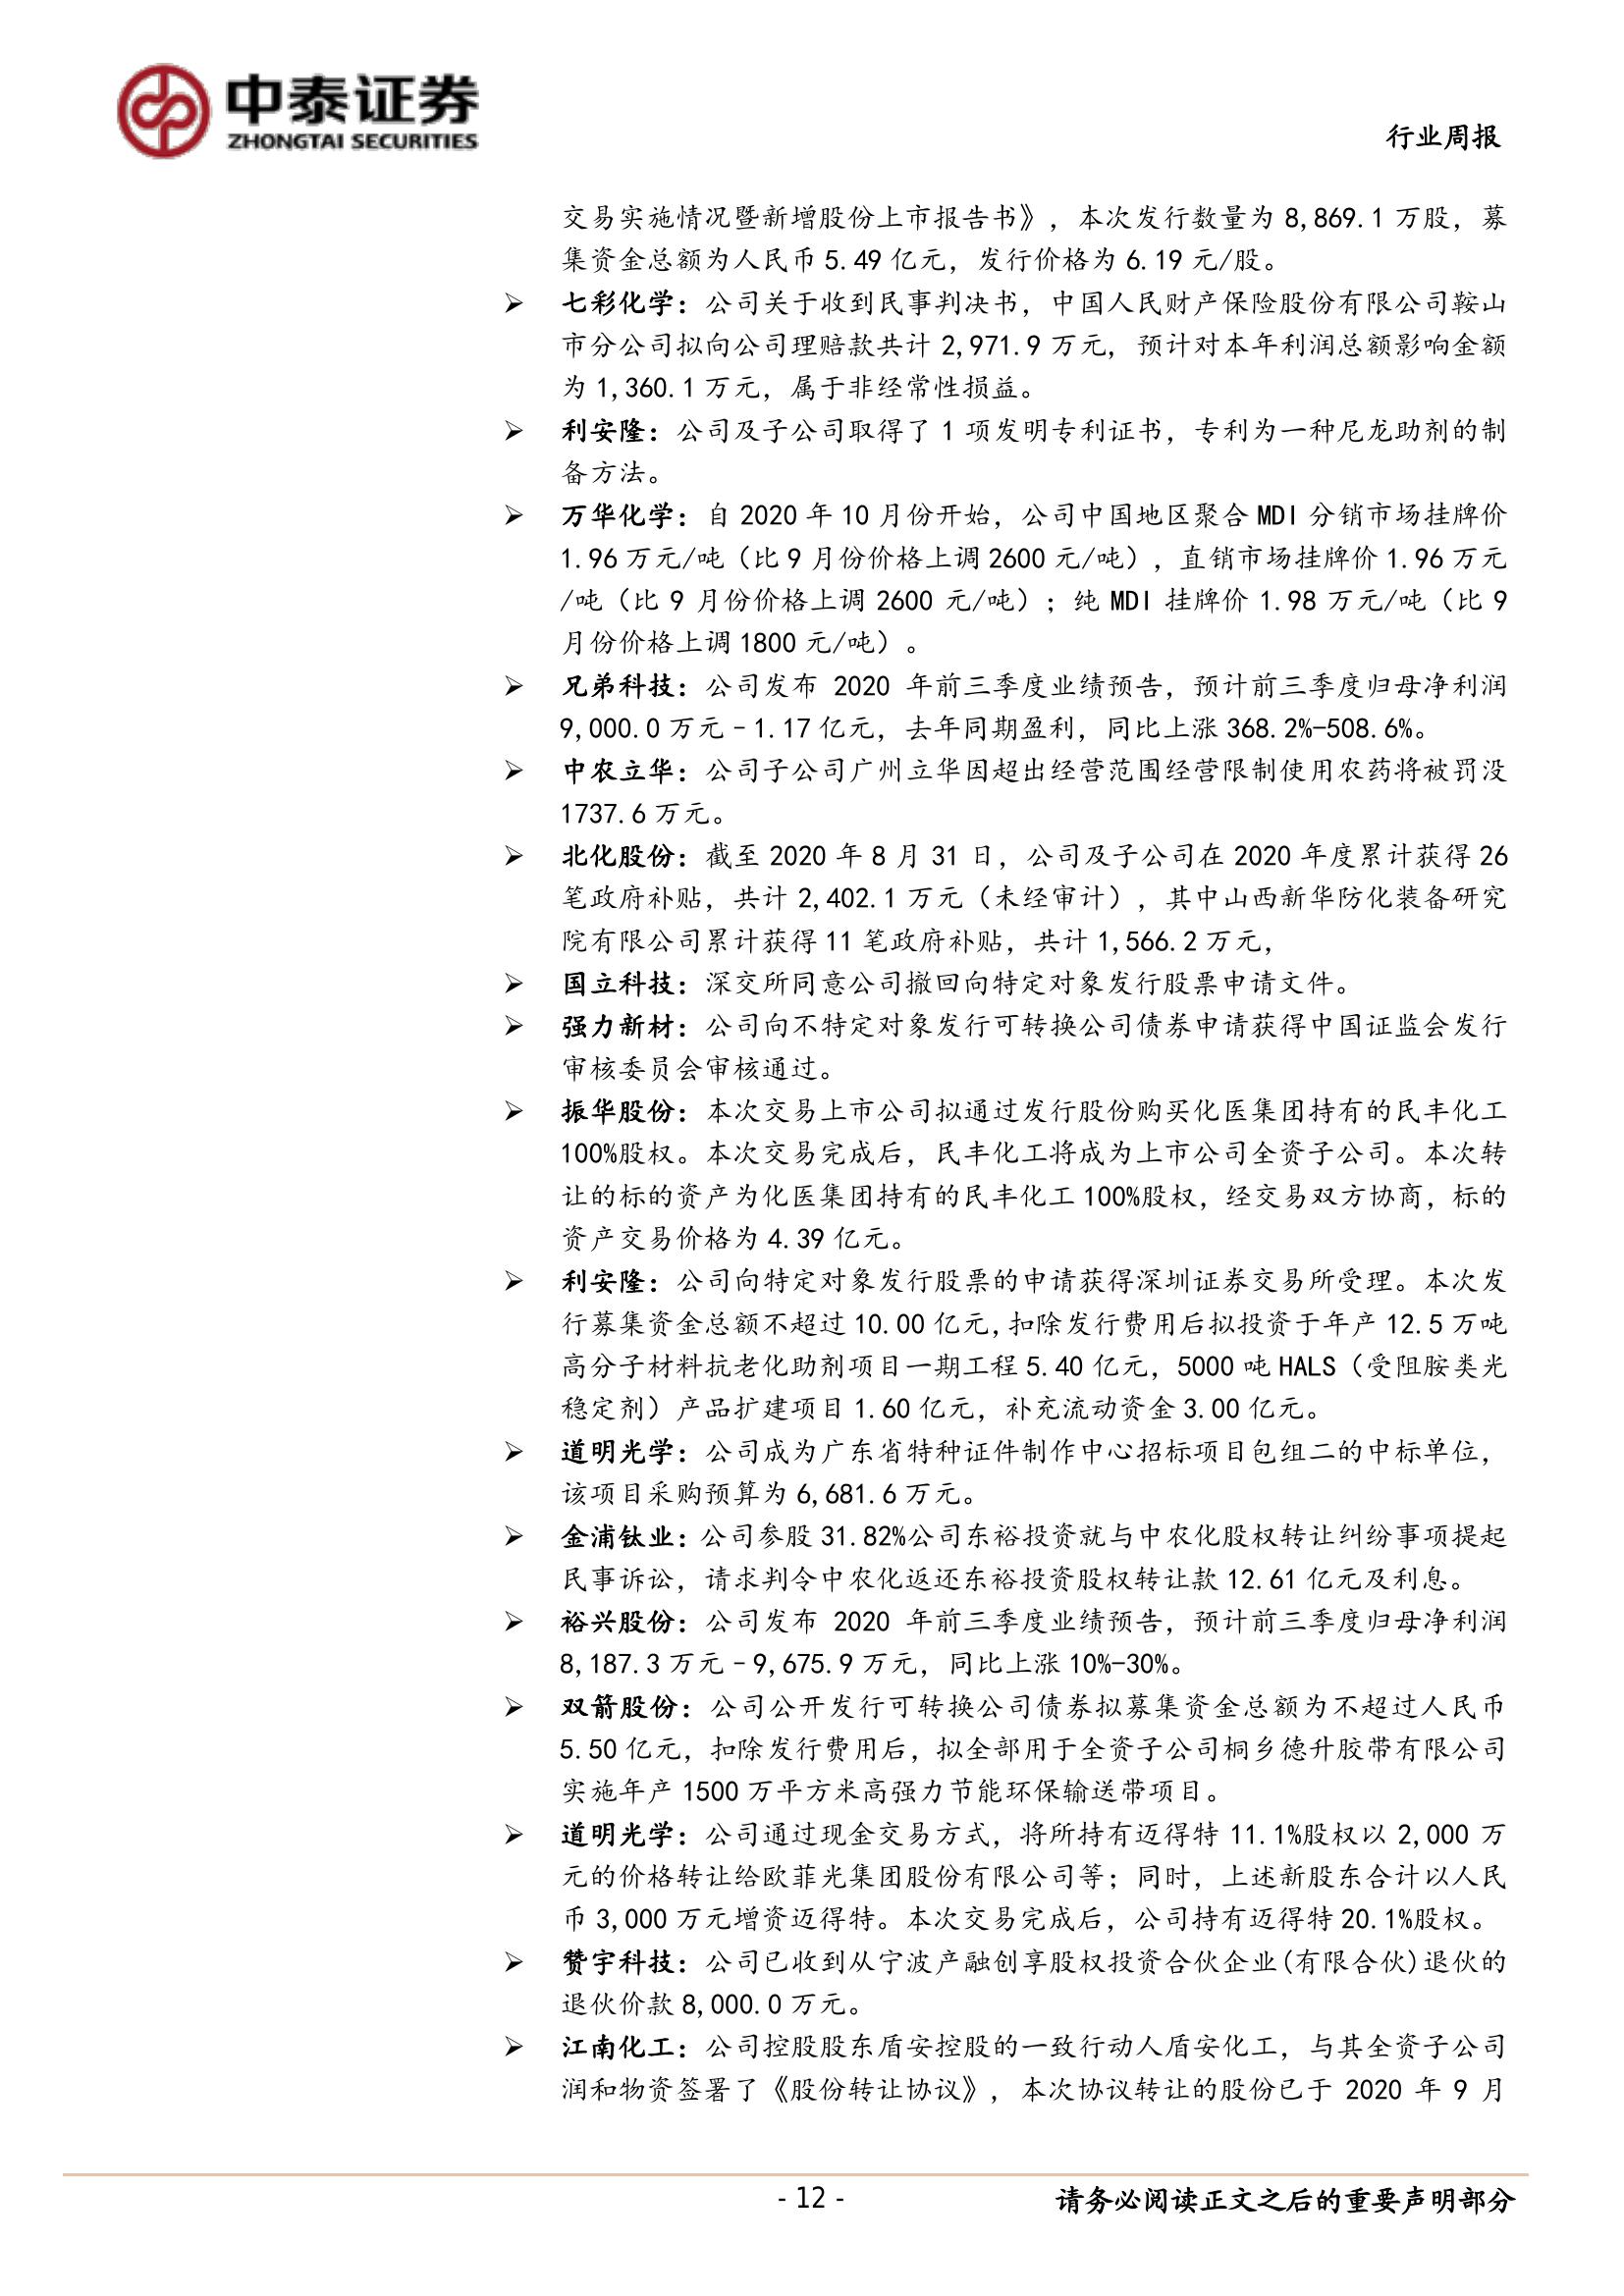 中泰证券
ZHONGTAI SECURITIES
行业周报
交易实施情况暨新增股份上市报告书》，本次发行数量为 8,869.1 万股，募
集资金总额为人民币 5.49 亿元，发行价格为 6.19 元/股。
➢ 七彩化学：公司关于收到民事判决书，中国人民财产保险股份有限公司鞍山
市分公司拟向公司理赔款共计 2,971.9 万元，预计对本年利润总额影响金额
为 1,360.1 万元，属于非经常性损益。
➢ 利安隆：公司及子公司取得了 1 项发明专利证书，专利为一种尼龙助剂的制
备方法。
➢ 万华化学：自 2020 年 10 月份开始，公司中国地区聚合 MDI 分销市场挂牌价
1.96 万元/吨（比 9 月份价格上调 2600 元/吨），直销市场挂牌价 1.96 万元
/吨（比 9 月份价格上调 2600 元/吨）；纯 MDI 挂牌价 1.98 万元/吨（比 9
月份价格上调 1800 元/吨）。
➢ 兄弟科技：公司发布 2020 年前三季度业绩预告，预计前三季度归母净利润
9,000.0 万元–1.17 亿元，去年同期盈利，同比上涨 368.2%-508.6%。
➢ 中农立华：公司子公司广州立华因超出经营范围经营限制使用农药将被罚没
1737.6 万元。
➢ 北化股份：截至 2020 年 8 月 31 日，公司及子公司在 2020 年度累计获得 26
笔政府补贴，共计 2,402.1 万元（未经审计），其中山西新华防化装备研究
院有限公司累计获得 11 笔政府补贴，共计 1,566.2 万元，
➢ 国立科技：深交所同意公司撤回向特定对象发行股票申请文件。
➢ 强力新材：公司向不特定对象发行可转换公司债券申请获得中国证监会发行
审核委员会审核通过。
➢ 振华股份：本次交易上市公司拟通过发行股份购买化医集团持有的民丰化工
100%股权。本次交易完成后，民丰化工将成为上市公司全资子公司。本次转
让的标的资产为化医集团持有的民丰化工 100%股权，经交易双方协商，标的
资产交易价格为 4.39 亿元。
➢ 利安隆：公司向特定对象发行股票的申请获得深圳证券交易所受理。本次发
行募集资金总额不超过 10.00 亿元,扣除发行费用后拟投资于年产 12.5 万吨
高分子材料抗老化助剂项目一期工程 5.40 亿元，5000 吨 HALS（受阻胺类光
稳定剂）产品扩建项目 1.60 亿元，补充流动资金 3.00 亿元。
➢ 道明光学：公司成为广东省特种证件制作中心招标项目包组二的中标单位，
该项目采购预算为 6,681.6 万元。
➢ 金浦钛业：公司参股 31.82%公司东裕投资就与中农化股权转让纠纷事项提起
民事诉讼，请求判令中农化返还东裕投资股权转让款 12.61 亿元及利息。
➢ 裕兴股份：公司发布 2020 年前三季度业绩预告，预计前三季度归母净利润
8,187.3 万元–9,675.9 万元，同比上涨 10%-30%。
➢ 双箭股份：公司公开发行可转换公司债券拟募集资金总额为不超过人民币
5.50 亿元，扣除发行费用后，拟全部用于全资子公司桐乡德升胶带有限公司
实施年产 1500 万平方米高强力节能环保输送带项目。
➢ 道明光学：公司通过现金交易方式，将所持有迈得特 11.1%股权以 2,000 万
元的价格转让给欧菲光集团股份有限公司等；同时，上述新股东合计以人民
币 3,000 万元增资迈得特。本次交易完成后，公司持有迈得特 20.1%股权。
➢ 赞宇科技：公司已收到从宁波产融创享股权投资合伙企业(有限合伙)退伙的
退伙价款 8,000.0 万元。
➢ 江南化工：公司控股股东盾安控股的一致行动人盾安化工，与其全资子公司
润和物资签署了《股份转让协议》，本次协议转让的股份已于 2020 年 9 月
- 12 -
请务必阅读正文之后的重要声明部分